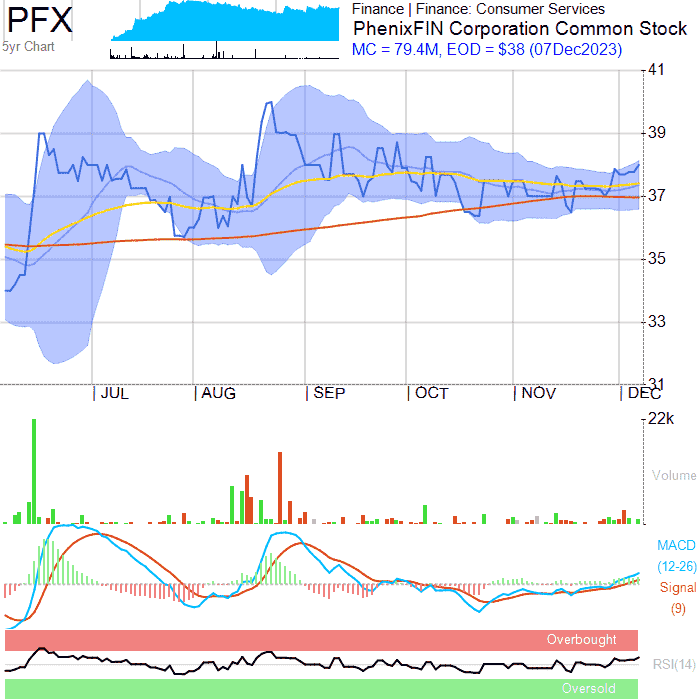 PFX
5yr Chart
Finance | Finance: Consumer Services
PhenixFIN Corporation Common Stock
MC = 79.4M, EOD = $38 (07Dec2023)
41
39
37
35
33
31
JUL
AUG
SEP
OCT
NOV
DEC
22k
Volume
MACD
(12-26)
Signal
(9)
Overbought
RSI(14)
Oversold